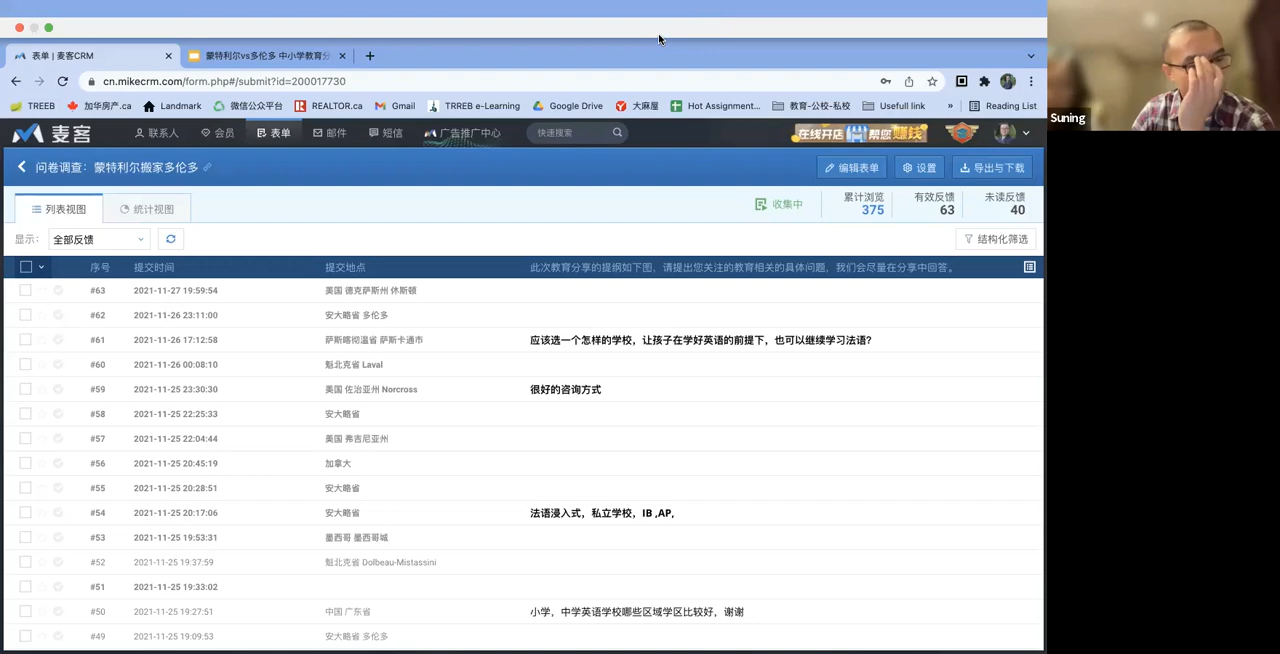 表单 | 麦客CRM
蒙特利尔vs多伦多 中小学教育分
cn.mikecrm.com/form.php#/submit?id=200017730
TREEB 加华房产.ca Landmark 微信公众平台 REALTOR.ca Gmail TRREB e-Learning Google Drive 大麻屋 Hot Assignment... 教育-公校-私校 Usefull link » Reading List
麦客 联系人 会员 表单 邮件 短信 广告推广中心 快速搜索 在线开店 帮您赚钱
Suning
问卷调查：蒙特利尔搬家多伦多 编辑表单 设置 导出与下载
列表视图 统计视图 收集中 累计浏览 375 有效反馈 63 未读反馈 40
显示： 全部反馈 结构化筛选
序号 提交时间 提交地点 此次教育分享的提纲如下图，请提出您关注的教育相关的具体问题，我们会尽量在分享中回答。
#63 2021-11-27 19:59:54 美国 德克萨斯州 休斯顿
#62 2021-11-26 23:11:00 安大略省 多伦多
#61 2021-11-26 17:12:58 萨斯喀彻温省 萨斯卡通市 应该选一个怎样的学校，让孩子在学好英语的前提下，也可以继续学习法语?
#60 2021-11-26 00:08:10 魁北克省 Laval
#59 2021-11-25 23:30:30 美国 佐治亚州 Norcross 很好的咨询方式
#58 2021-11-25 22:25:33 安大略省
#57 2021-11-25 22:04:44 美国 弗吉尼亚州
#56 2021-11-25 20:45:19 加拿大
#55 2021-11-25 20:28:51 安大略省
#54 2021-11-25 20:17:06 安大略省 法语浸入式，私立学校，IB ,AP,
#53 2021-11-25 19:53:31 墨西哥 墨西哥城
#52 2021-11-25 19:37:59 魁北克省 Dolbeau-Mistassini
#51 2021-11-25 19:33:02
#50 2021-11-25 19:27:51 中国 广东省 小学，中学英语学校哪些区域学区比较好，谢谢
#49 2021-11-25 19:09:53 安大略省 多伦多